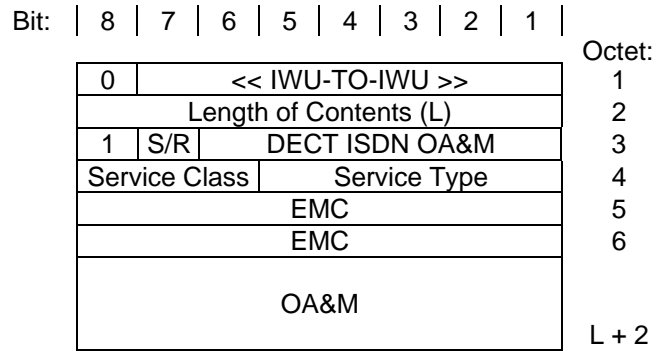 Bit: 8 7 6 5 4 3 2 1
Octet:
0 << IWU-TO-IWU >> 1
Length of Contents (L) 2
1 S/R DECT ISDN OA&M 3
Service Class Service Type 4
EMC 5
EMC 6
OA&M
L + 2